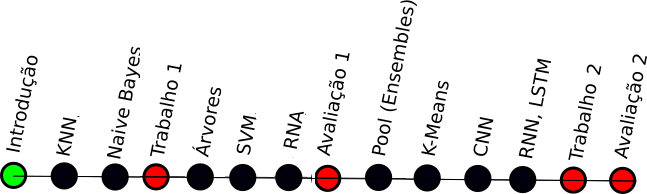 Introdução
KNN
Naive Bayes
Trabalho 1
Árvores
SVM
RNA
Avaliação 1
Pool (Ensembles)
K-Means
CNN
RNN, LSTM
Trabalho 2
Avaliação 2